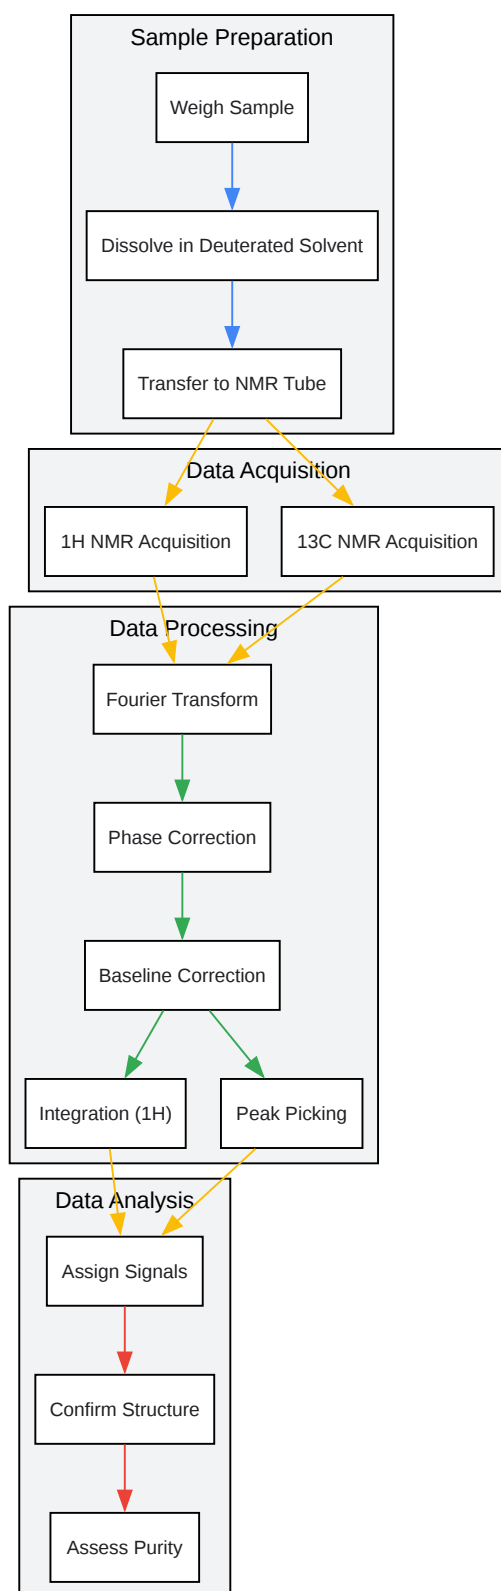 Sample Preparation
Weigh Sample
Dissolve in Deuterated Solvent
Transfer to NMR Tube
Data Acquisition
1H NMR Acquisition
13C NMR Acquisition
Data Processing
Fourier Transform
Phase Correction
Baseline Correction
Integration (1H)
Peak Picking
Data Analysis
Assign Signals
Confirm Structure
Assess Purity